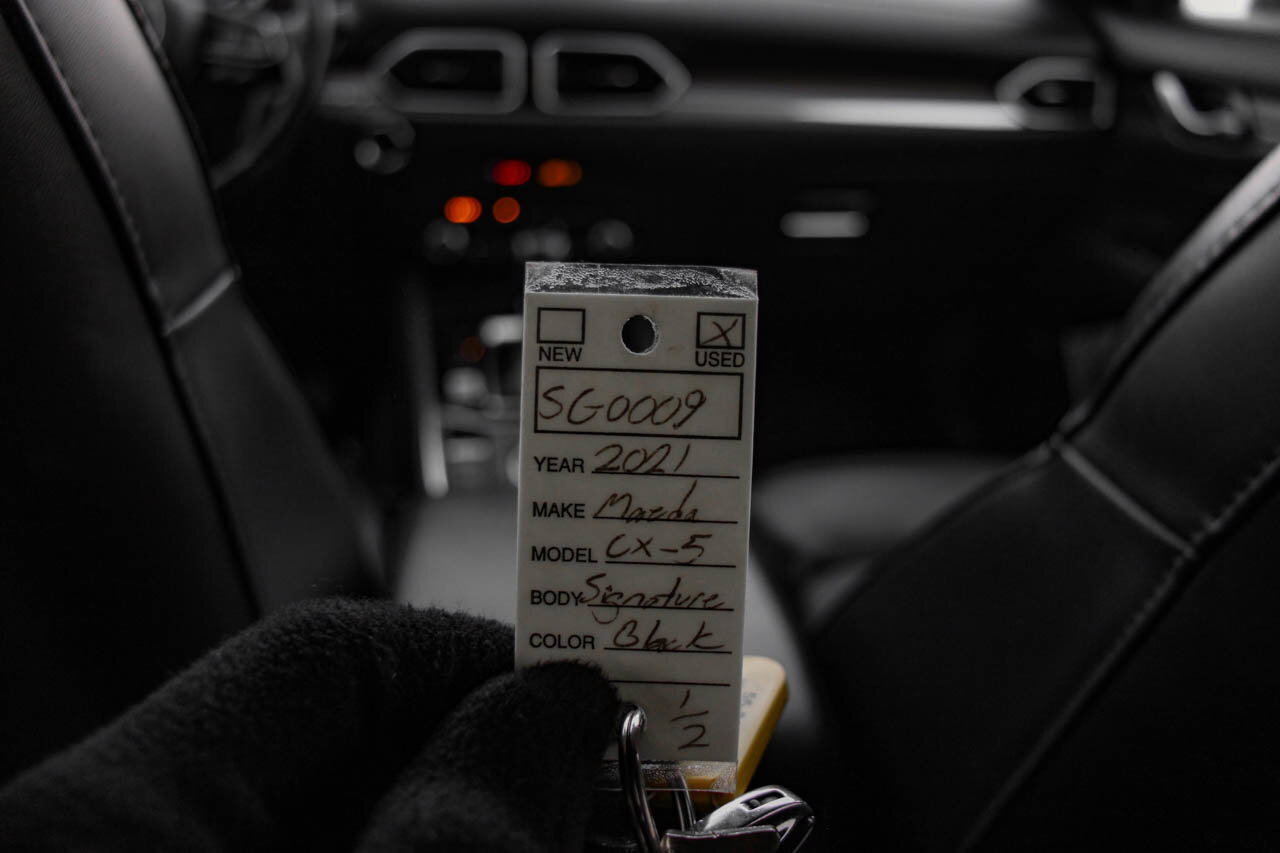 NEW USED
SG0009
YEAR 2021
MAKE Mazda
MODEL CX-5
BODY Signature
COLOR Black
1/2